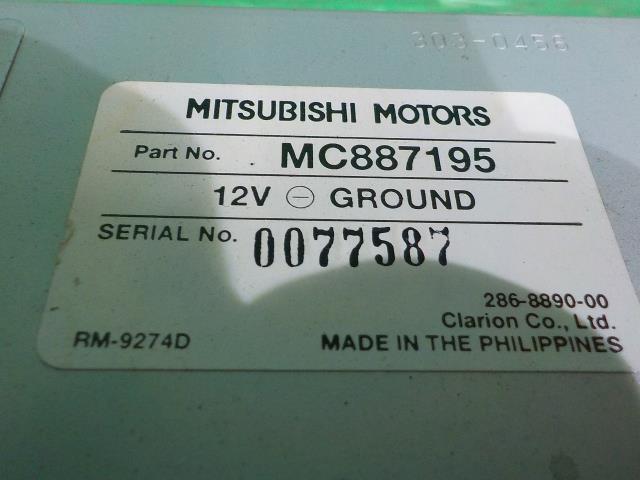 303-0456
MITSUBISHI MOTORS
Part No. MC887195
12V ⊖ GROUND
SERIAL No. 0077587
286-8890-00
Clarion Co., Ltd.
RM-9274D MADE IN THE PHILIPPINES